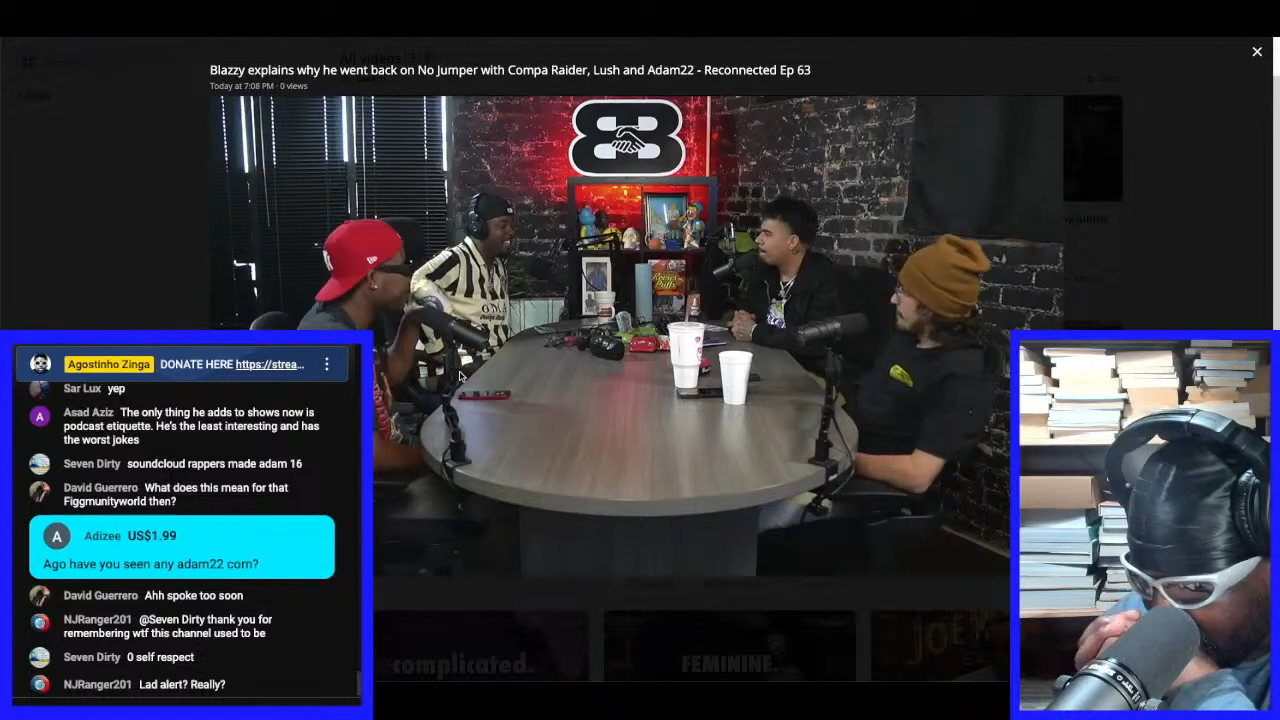 Blazzy explains why he went back on No Jumper with Compa Raider, Lush and Adam22 - Reconnected Ep 63
Today at 7:08 PM · 0 views
REESE'S
PUFFS
Agostinho Zinga DONATE HERE https://strea...
Sar Lux yep
Asad Aziz The only thing he adds to shows now is
podcast etiquette. He's the least interesting and has
the worst jokes
Seven Dirty soundcloud rappers made adam 16
David Guerrero What does this mean for that
Figgmunityworld then?
A Adizee US$1.99
Ago have you seen any adam22 corn?
David Guerrero Ahh spoke too soon
NJRanger201 @Seven Dirty thank you for
remembering wtf this channel used to be
Seven Dirty 0 self respect
NJRanger201 Lad alert? Really?
complicated.
FEMININE.